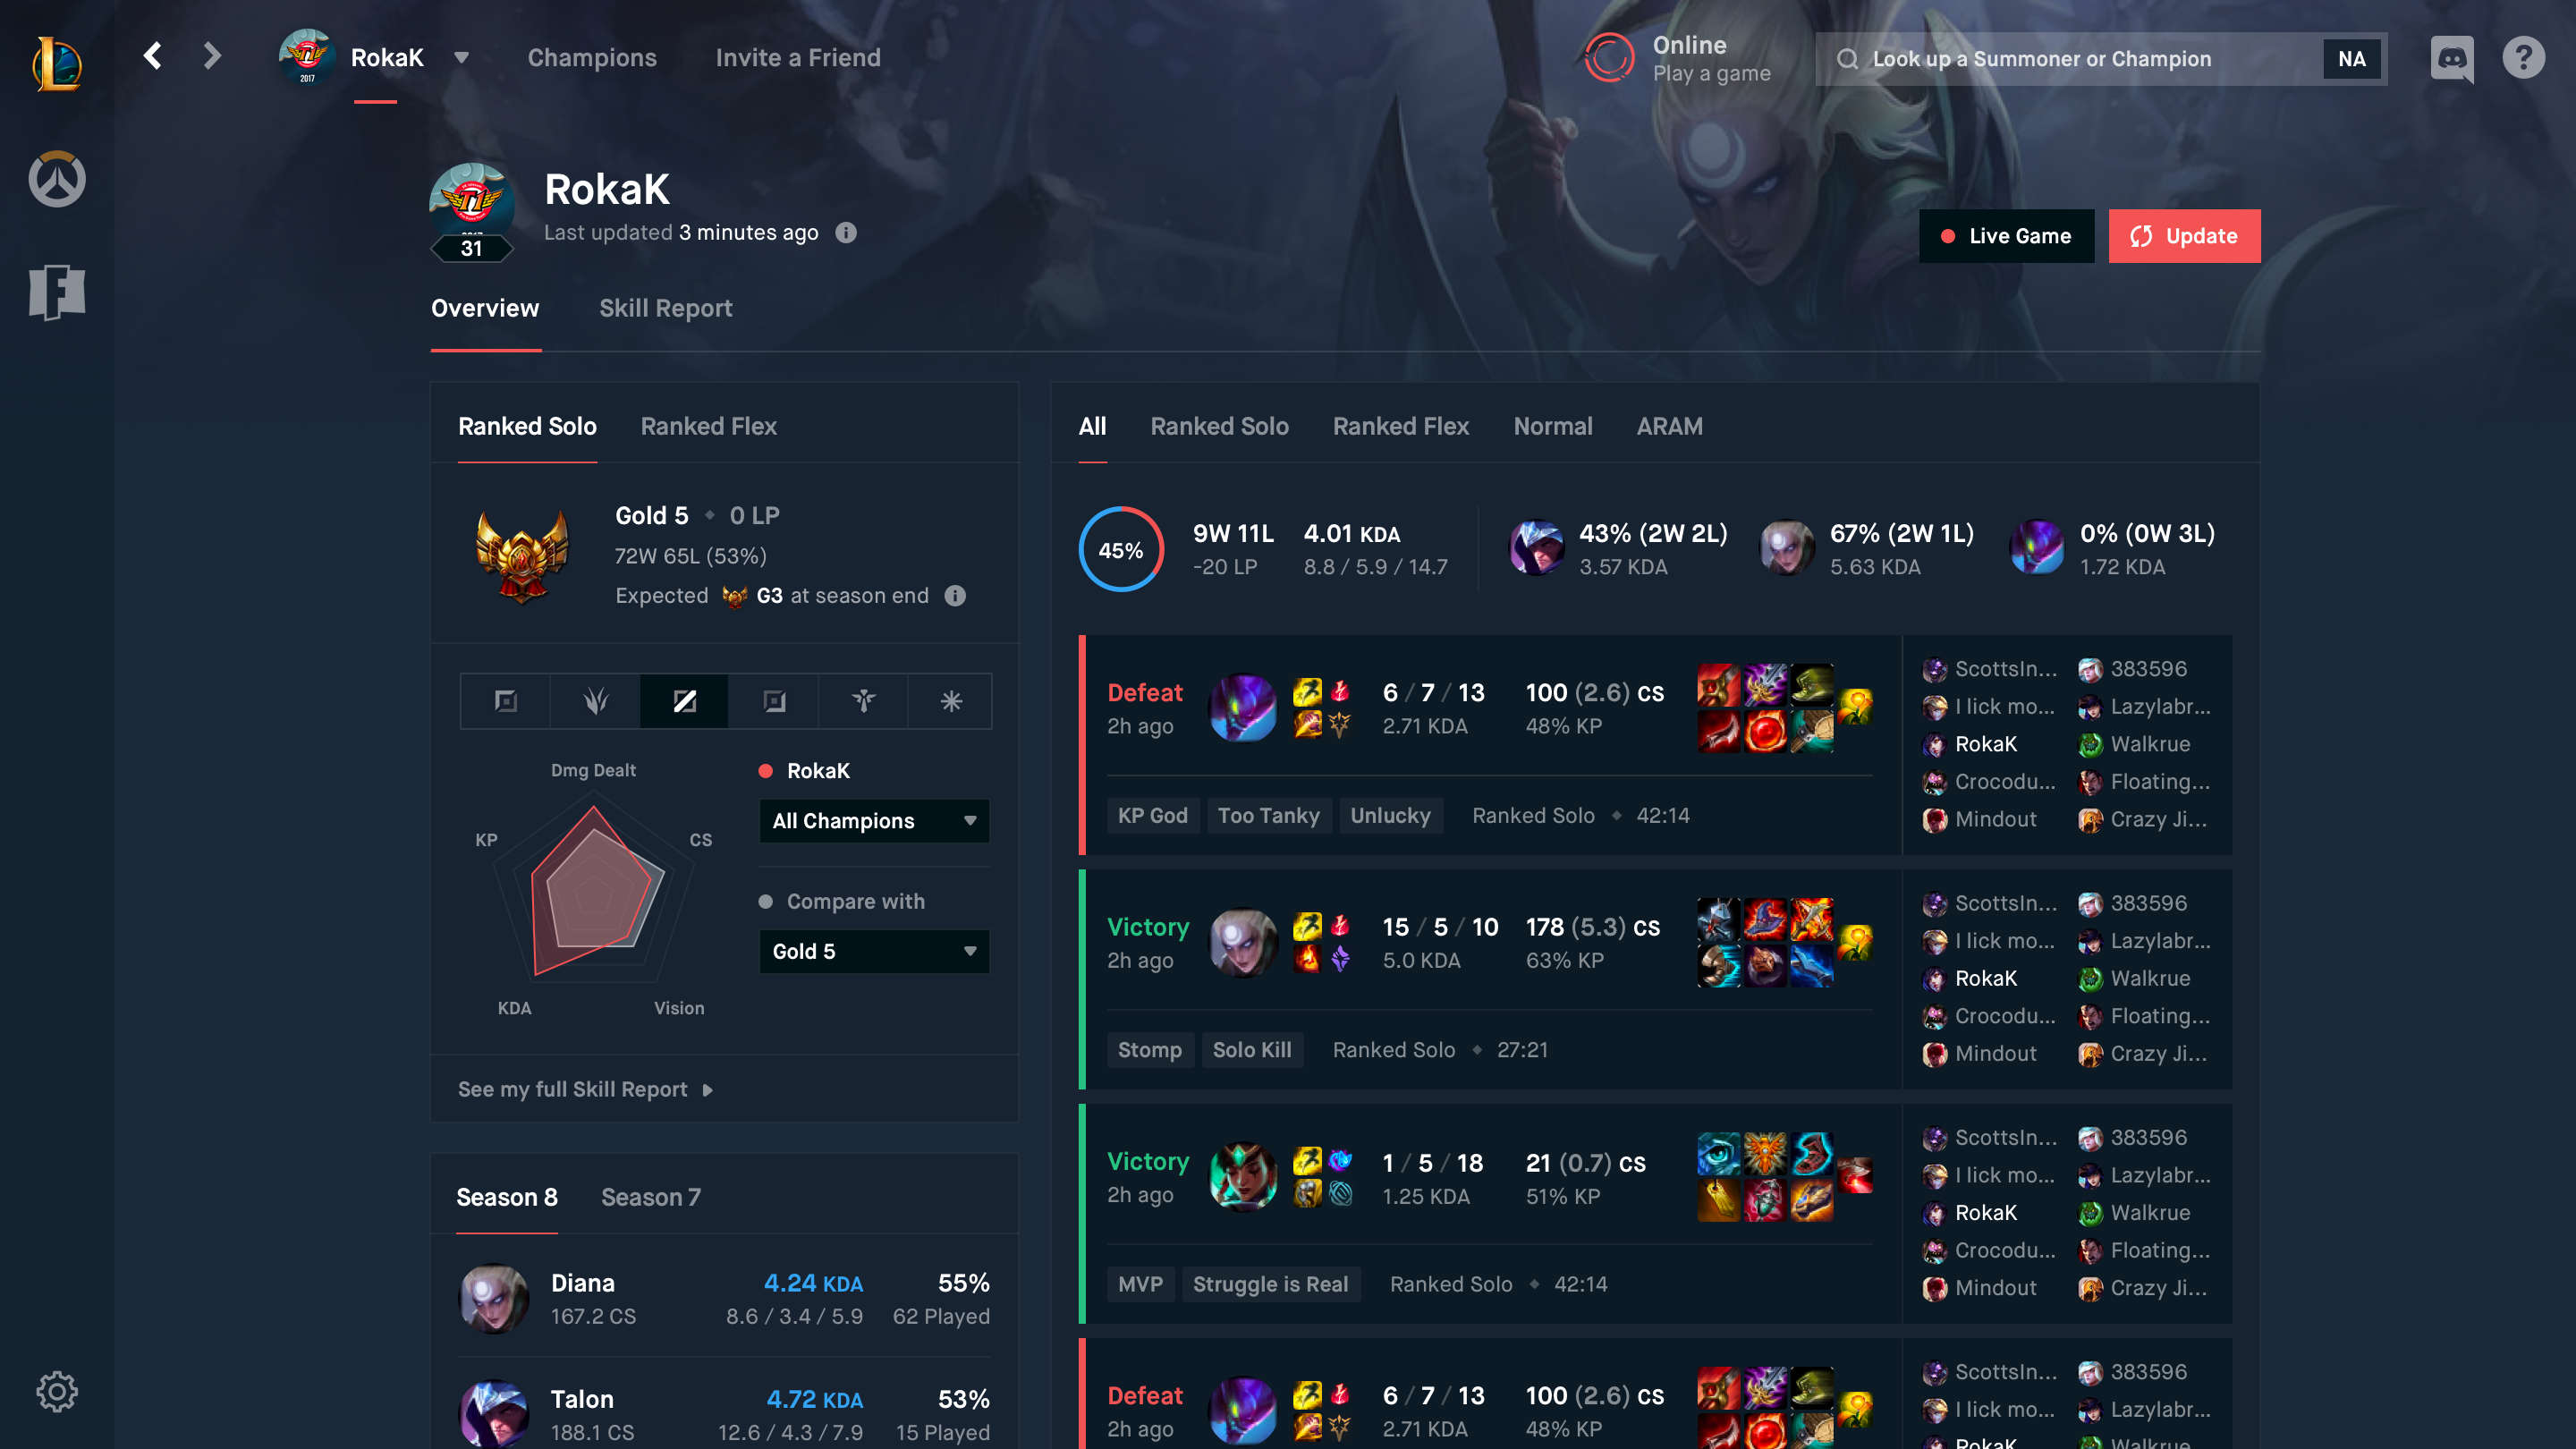 RokaK
Champions
Invite a Friend
Online
Play a game
Look up a Summoner or Champion
NA
2017
RokaK
Last updated 3 minutes ago
31
Live Game
Update
Overview
Skill Report
Ranked Solo
Ranked Flex
Gold 5 0 LP
72W 65L (53%)
Expected G3 at season end
Dmg Dealt
KP
CS
KDA
Vision
RokaK
All Champions
Compare with
Gold 5
See my full Skill Report
Season 8
Season 7
Diana 4.24 KDA 55%
167.2 CS 8.6 / 3.4 / 5.9 62 Played
Talon 4.72 KDA 53%
188.1 CS 12.6 / 4.3 / 7.9 15 Played
All
Ranked Solo
Ranked Flex
Normal
ARAM
45%
9W 11L 4.01 KDA
-20 LP 8.8 / 5.9 / 14.7
43% (2W 2L)
3.57 KDA
67% (2W 1L)
5.63 KDA
0% (0W 3L)
1.72 KDA
Defeat 6 / 7 / 13 100 (2.6) CS
2h ago 2.71 KDA 48% KP
KP God Too Tanky Unlucky Ranked Solo 42:14
ScottsIn... 383596
I lick mo... Lazylabr...
RokaK Walkrue
Crocodu... Floating...
Mindout Crazy Ji...
Victory 15 / 5 / 10 178 (5.3) CS
2h ago 5.0 KDA 63% KP
Stomp Solo Kill Ranked Solo 27:21
ScottsIn... 383596
I lick mo... Lazylabr...
RokaK Walkrue
Crocodu... Floating...
Mindout Crazy Ji...
Victory 1 / 5 / 18 21 (0.7) CS
2h ago 1.25 KDA 51% KP
MVP Struggle is Real Ranked Solo 42:14
ScottsIn... 383596
I lick mo... Lazylabr...
RokaK Walkrue
Crocodu... Floating...
Mindout Crazy Ji...
Defeat 6 / 7 / 13 100 (2.6) CS
2h ago 2.71 KDA 48% KP
ScottsIn... 383596
I lick mo... Lazylabr...
RokaK Walkrue